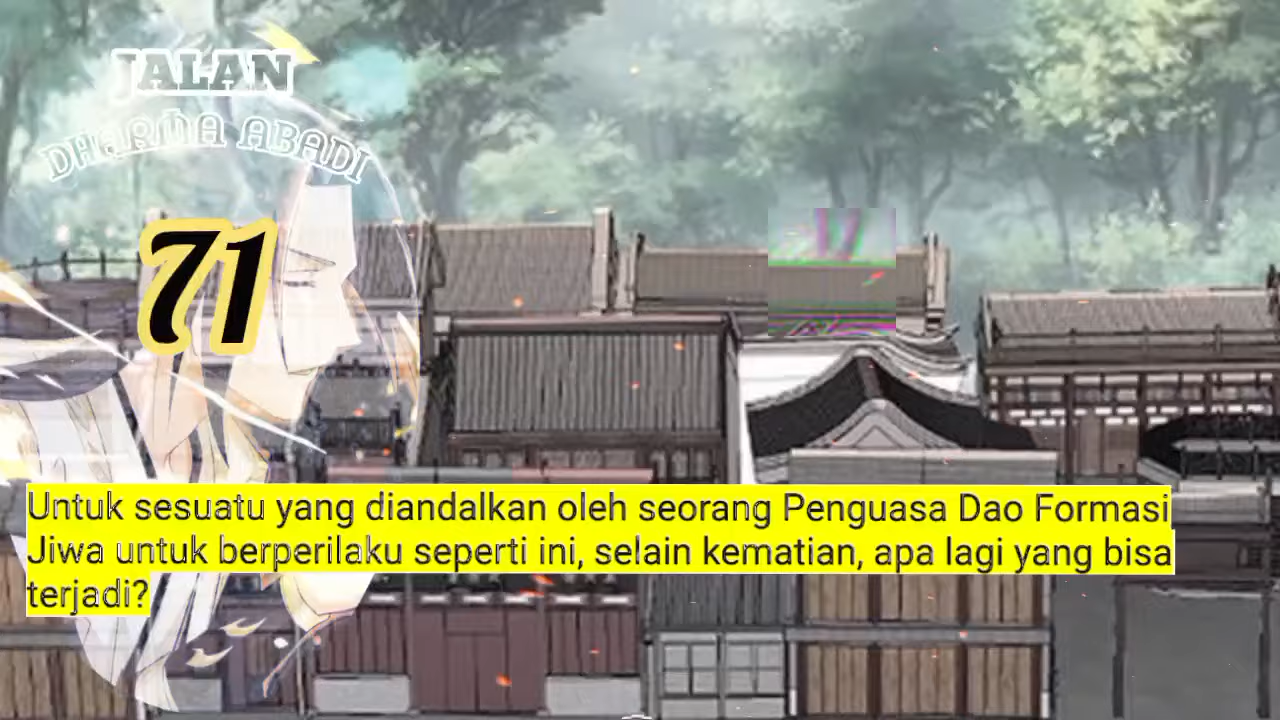 JALAN
DHARMA ABADI
71
Untuk sesuatu yang diandalkan oleh seorang Penguasa Dao Formasi
Jiwa untuk berperilaku seperti ini, selain kematian, apa lagi yang bisa
terjadi?